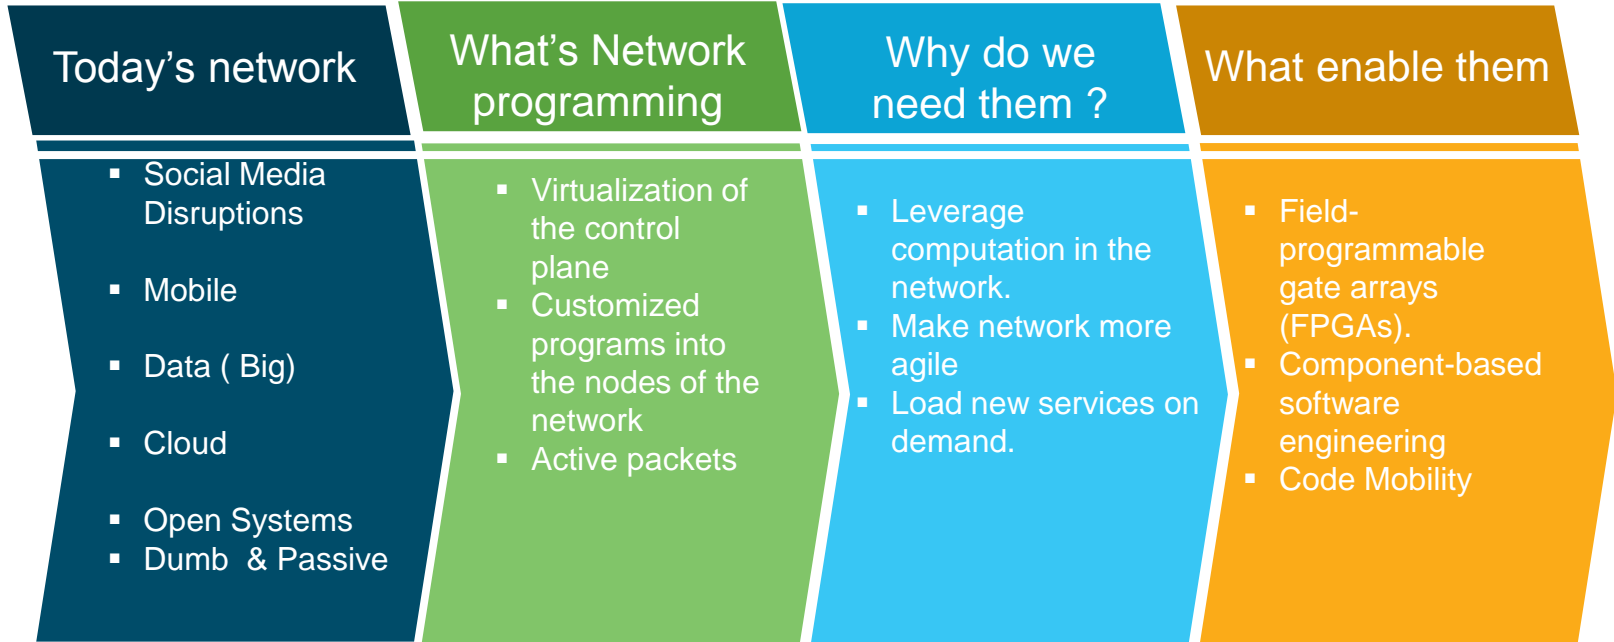 Today's network
▪ Social Media
Disruptions
▪ Mobile
▪ Data ( Big)
▪ Cloud
▪ Open Systems
▪ Dumb & Passive
What's Network
programming
▪ Virtualization of
the control
plane
▪ Customized
programs into
the nodes of the
network
▪ Active packets
Why do we
need them ?
▪ Leverage
computation in the
network.
▪ Make network more
agile
▪ Load new services on
demand.
What enable them
▪ Field-
programmable
gate arrays
(FPGAs).
▪ Component-based
software
engineering
▪ Code Mobility